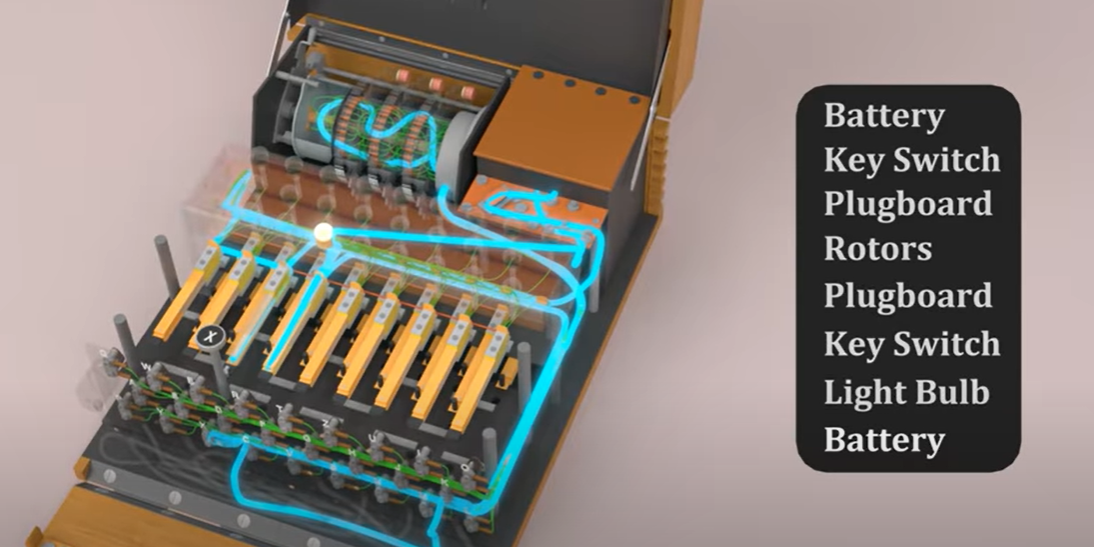 Battery
Key Switch
Plugboard
Rotors
Plugboard
Key Switch
Light Bulb
Battery
X